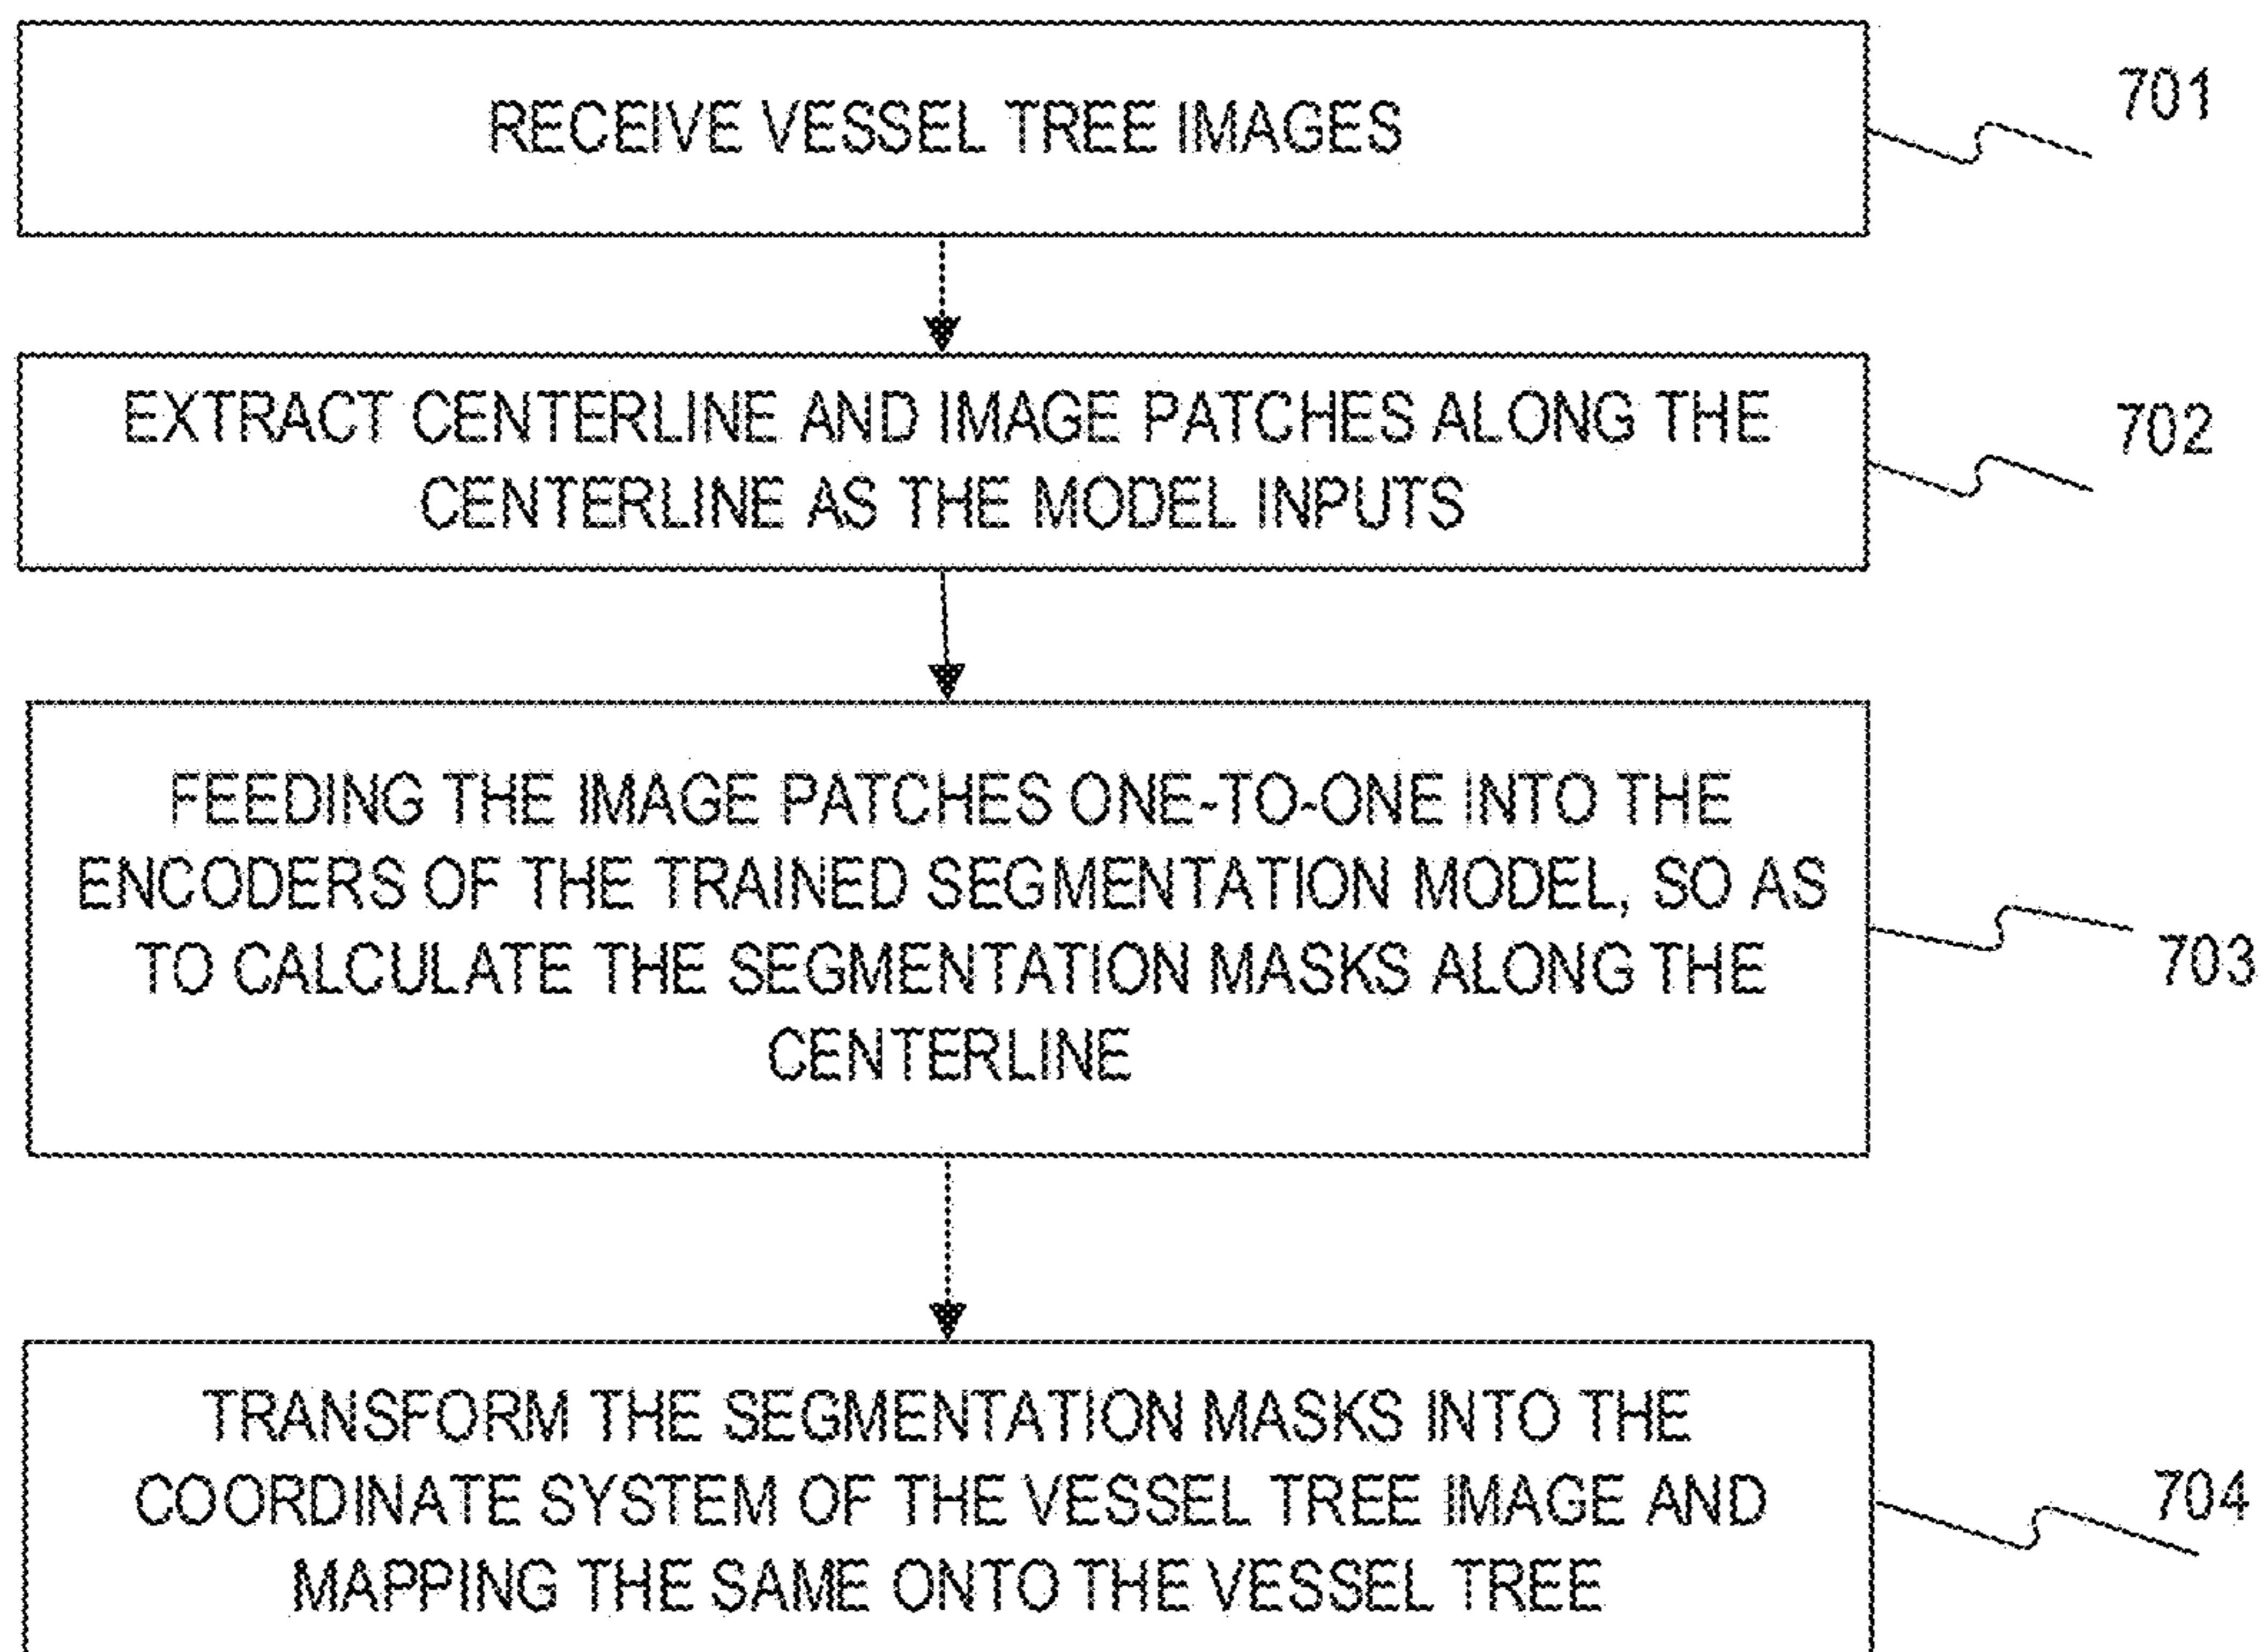 RECEIVE VESSEL TREE IMAGES
701
EXTRACT CENTERLINE AND IMAGE PATCHES ALONG THE
CENTERLINE AS THE MODEL INPUTS
702
FEEDING THE IMAGE PATCHES ONE-TO-ONE INTO THE
ENCODERS OF THE TRAINED SEGMENTATION MODEL, SO AS
TO CALCULATE THE SEGMENTATION MASKS ALONG THE
CENTERLINE
703
TRANSFORM THE SEGMENTATION MASKS INTO THE
COORDINATE SYSTEM OF THE VESSEL TREE IMAGE AND
MAPPING THE SAME ONTO THE VESSEL TREE
704